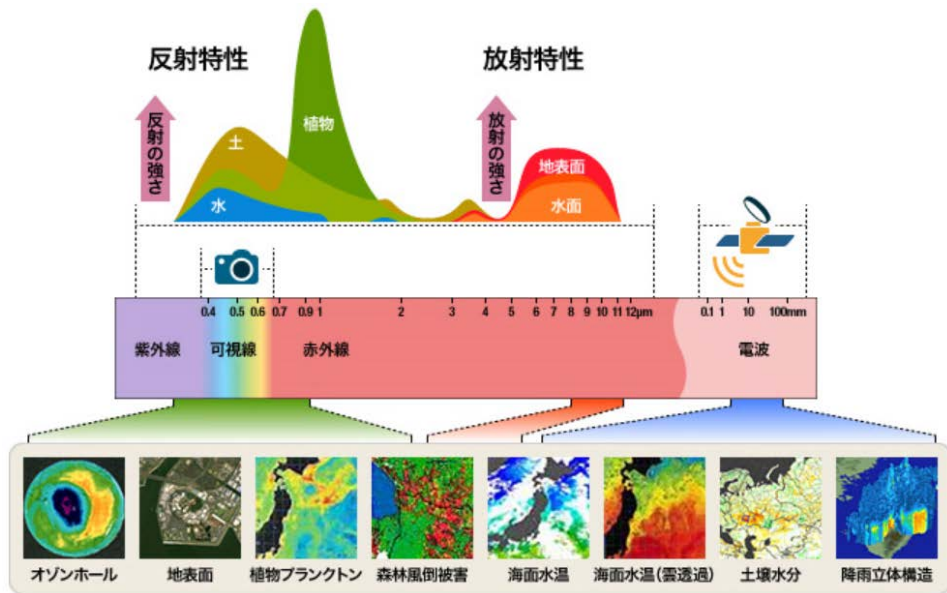 反射特性
放射特性
反射の強さ
土
植物
水
放射の強さ
地表面
水面
0.4 0.5 0.6 0.7 0.9 1 2 3 4 5 6 7 8 9 10 11 12μm 0.1 1 10 100mm
紫外線 可視線 赤外線 電波
オゾンホール 地表面 植物プランクトン 森林風倒被害 海面水温 海面水温(雲透過) 土壌水分 降雨立体構造